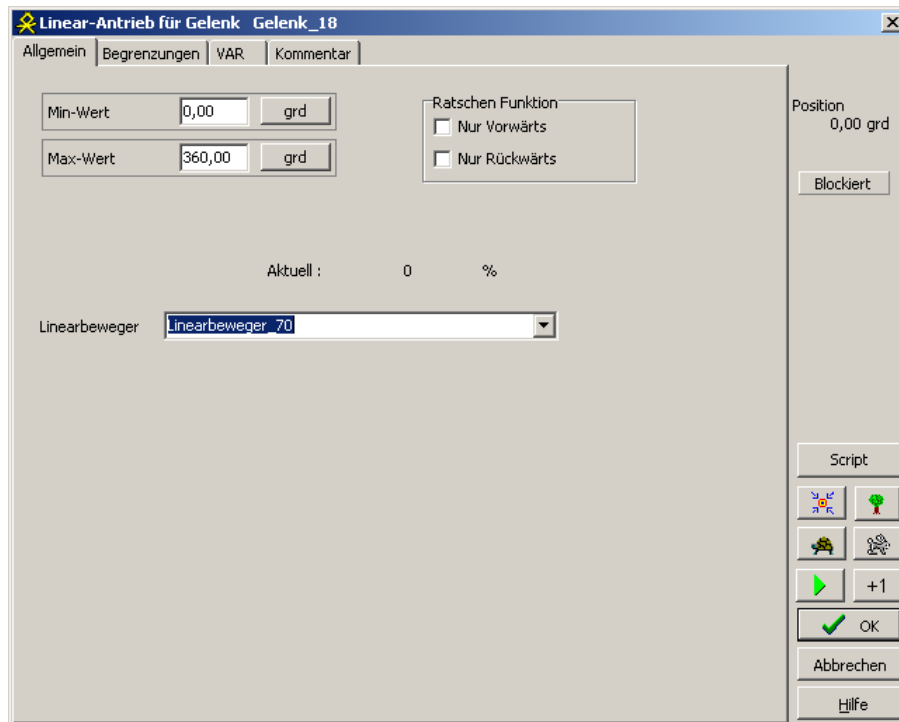 Linear-Antrieb für Gelenk Gelenk_18
Allgemein Begrenzungen VAR Kommentar
Min-Wert 0,00 grd
Max-Wert 360,00 grd
Ratschen Funktion
Nur Vorwärts
Nur Rückwärts
Position
0,00 grd
Blockiert
Aktuell : 0 %
Linearbeweger Linearbeweger_70
Script
+1
OK
Abbrechen
Hilfe